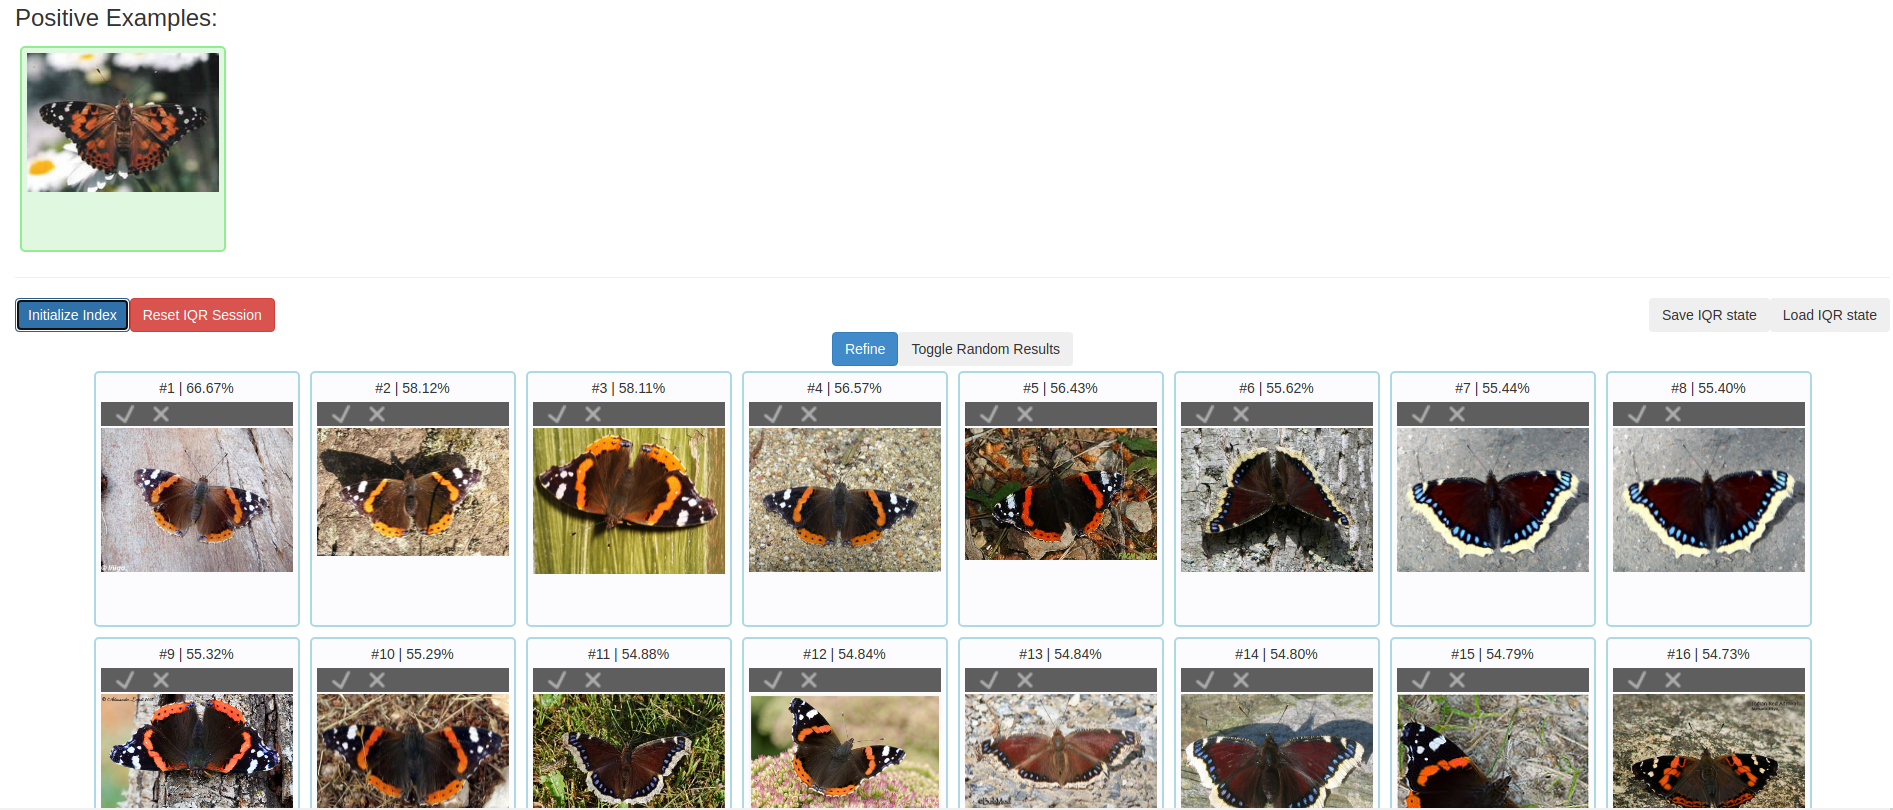 Positive Examples:
Initialize Index
Reset IQR Session
Save IQR state
Load IQR state
Refine
Toggle Random Results
#1 | 66.67%
#2 | 58.12%
#3 | 58.11%
#4 | 56.57%
#5 | 56.43%
#6 | 55.62%
#7 | 55.44%
#8 | 55.40%
#9 | 55.32%
#10 | 55.29%
#11 | 54.88%
#12 | 54.84%
#13 | 54.84%
#14 | 54.80%
#15 | 54.79%
#16 | 54.73%